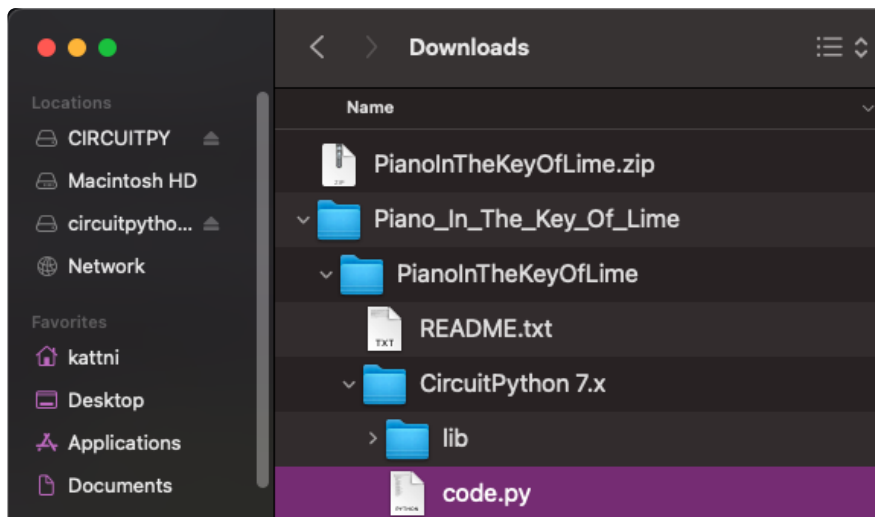 Downloads
Locations
CIRCUITPY
Macintosh HD
circuitpytho...
Network
Favorites
kattni
Desktop
Applications
Documents
Name
PianoInTheKeyOfLime.zip
Piano_In_The_Key_Of_Lime
PianoInTheKeyOfLime
README.txt
CircuitPython 7.x
lib
code.py
ZIP
TXT
PYTHON